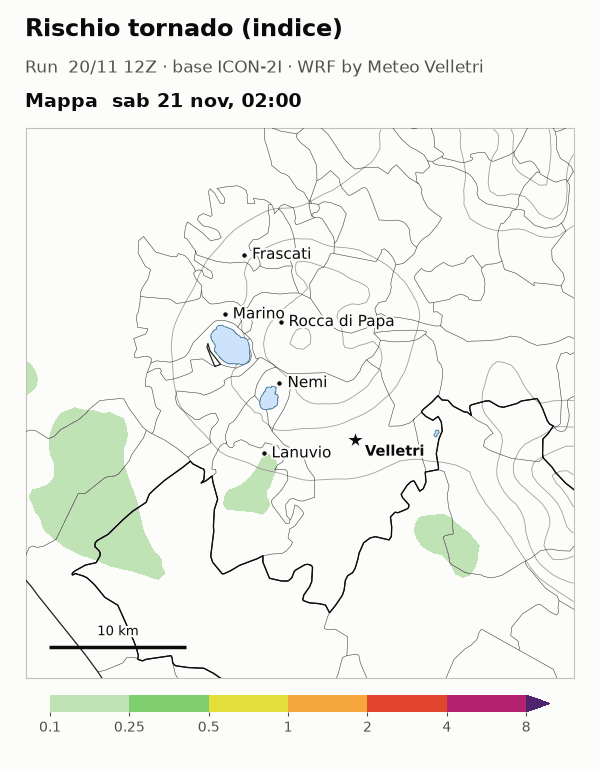 Rischio tornado (indice)
Run 20/11 12Z · base ICON-2I · WRF by Meteo Velletri
Mappa sab 21 nov, 02:00
Frascati
Marino
Rocca di Papa
Nemi
Velletri
Lanuvio
10 km
0.1 0.25 0.5 1 2 4 8